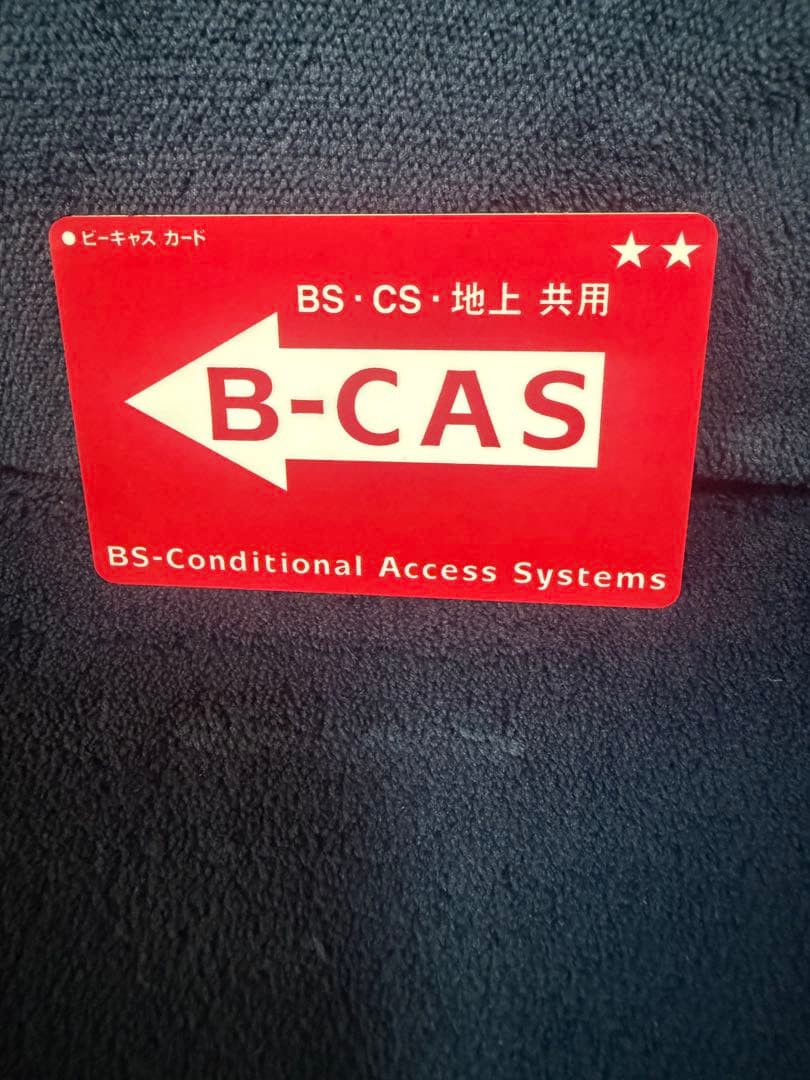 ● ビーキャス カード
★★
BS・CS・地上 共用
B-CAS
BS-Conditional Access Systems